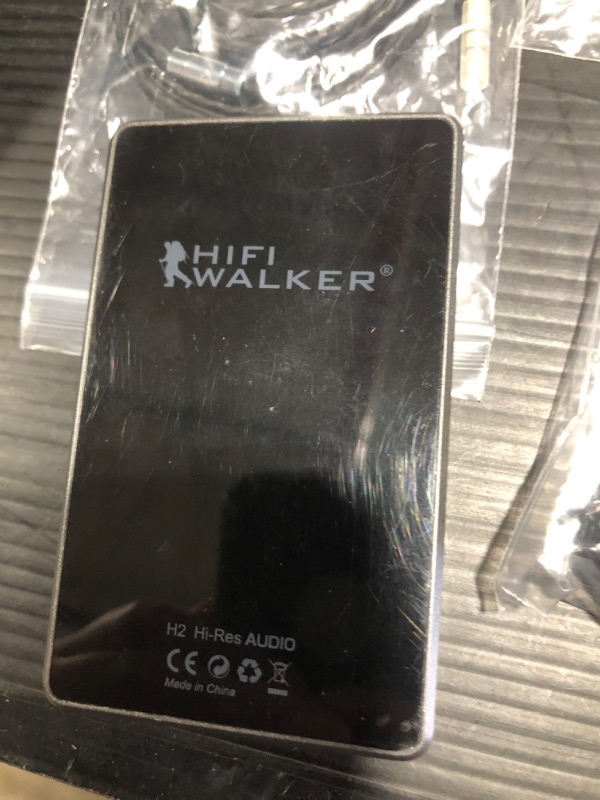 HIFI
WALKER®
H2 Hi-Res AUDIO
CE
Made in China